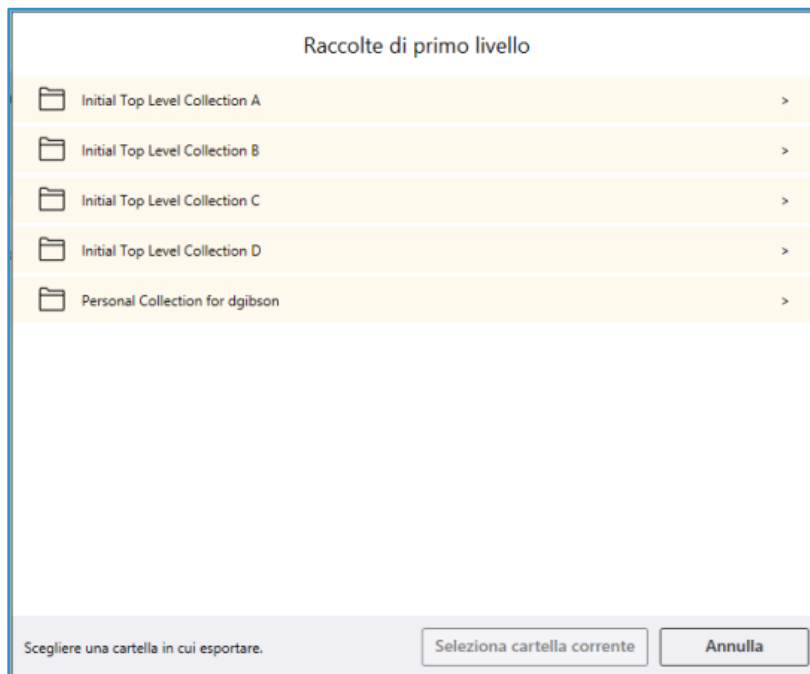 Raccolte di primo livello
Initial Top Level Collection A
>
Initial Top Level Collection B
>
Initial Top Level Collection C
>
Initial Top Level Collection D
>
Personal Collection for dgibson
>
Scegliere una cartella in cui esportare.
Seleziona cartella corrente
Annulla